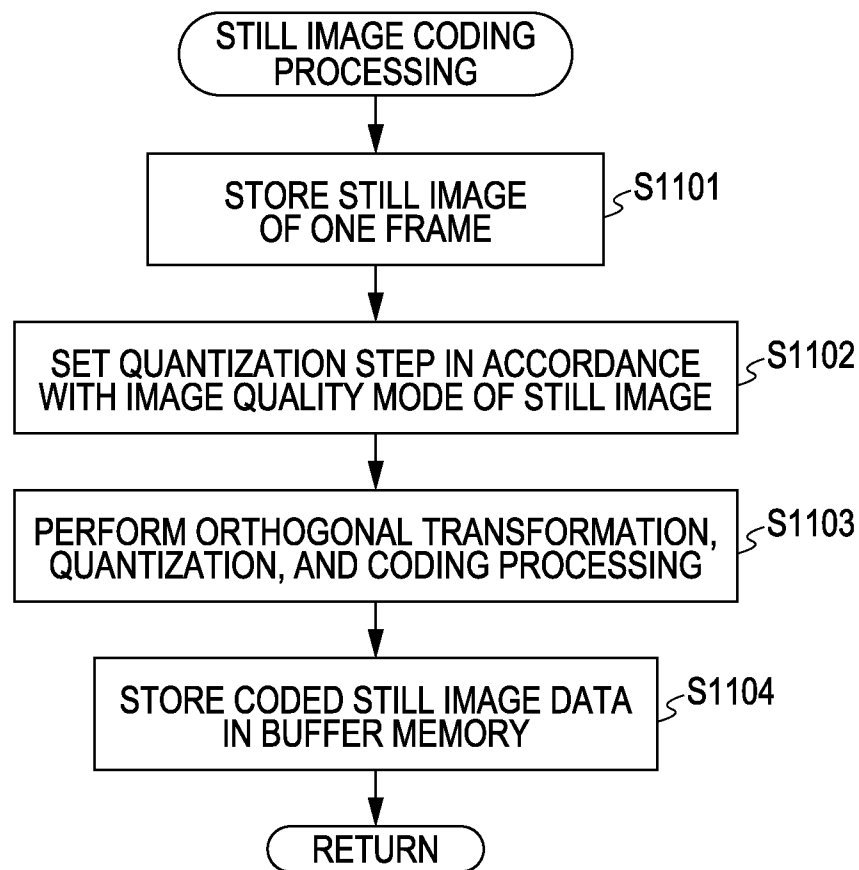 STILL IMAGE CODING
PROCESSING
STORE STILL IMAGE
OF ONE FRAME
S1101
SET QUANTIZATION STEP IN ACCORDANCE
WITH IMAGE QUALITY MODE OF STILL IMAGE
S1102
PERFORM ORTHOGONAL TRANSFORMATION,
QUANTIZATION, AND CODING PROCESSING
S1103
STORE CODED STILL IMAGE DATA
IN BUFFER MEMORY
S1104
RETURN